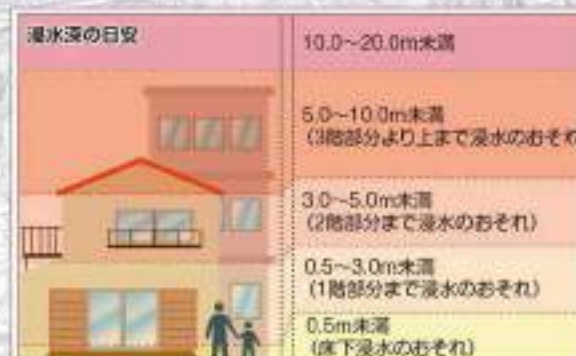 浸水深の目安
10.0～20.0m未満
5.0～10.0m未満
(3階部分より上まで浸水のおそれ
3.0～5.0m未満
(2階部分まで浸水のおそれ)
0.5～3.0m未満
(1階部分まで浸水のおそれ)
0.5m未満
(床下浸水のおそれ)